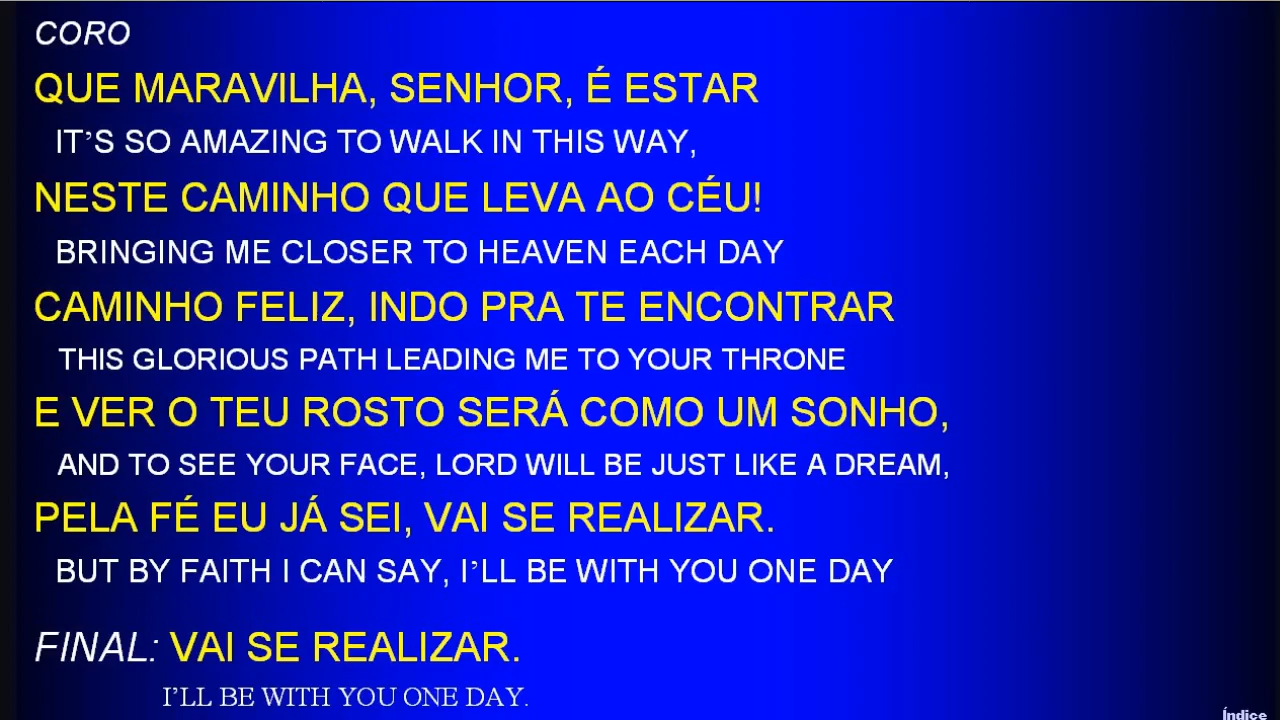 CORO
QUE MARAVILHA, SENHOR, É ESTAR
IT’S SO AMAZING TO WALK IN THIS WAY,
NESTE CAMINHO QUE LEVA AO CÉU!
BRINGING ME CLOSER TO HEAVEN EACH DAY
CAMINHO FELIZ, INDO PRA TE ENCONTRAR
THIS GLORIOUS PATH LEADING ME TO YOUR THRONE
E VER O TEU ROSTO SERÁ COMO UM SONHO,
AND TO SEE YOUR FACE, LORD WILL BE JUST LIKE A DREAM,
PELA FÉ EU JÁ SEI, VAI SE REALIZAR.
BUT BY FAITH I CAN SAY, I’LL BE WITH YOU ONE DAY
FINAL: VAI SE REALIZAR.
I’LL BE WITH YOU ONE DAY.
Índice